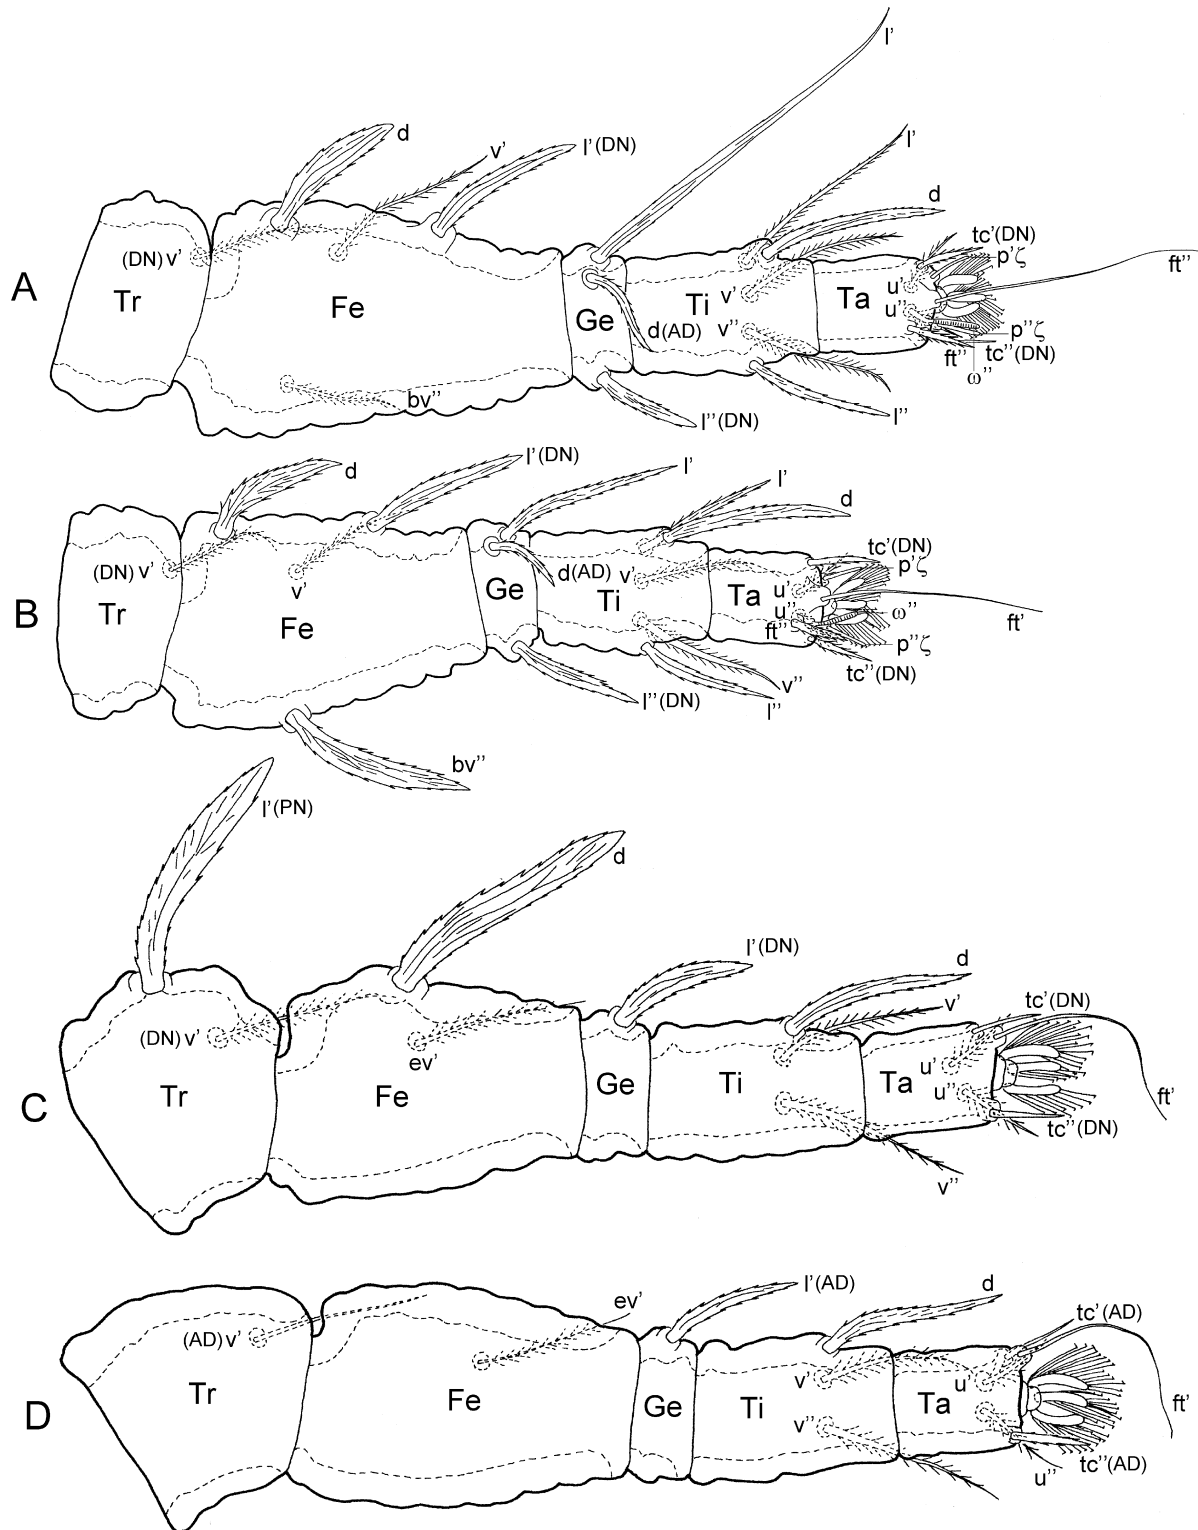 l'
d
v'
l' (DN)
l'
d
tc' (DN)
p'ζ
ft''
(DN) v'
A
Tr
Fe
Ge
Ti
v'
v''
Ta
u'
u''
d (AD)
p''ζ
ft''
tc'' (DN)
ω''
bv''
l'' (DN)
l''
d
l' (DN)
l'
l'
d
tc' (DN)
p'ζ
(DN) v'
v'
d (AD)
v'
B
Tr
Fe
Ge
Ti
Ta
u'
u''
ft''
ω''
ft'
p''ζ
tc'' (DN)
v''
l'' (DN)
l''
bv''
l' (PN)
d
l' (DN)
d
v'
tc' (DN)
(DN) v'
ev'
C
Tr
Fe
Ge
Ti
Ta
u'
u''
ft'
tc'' (DN)
v''
l' (AD)
d
ev'
tc' (AD)
(AD) v'
v'
u'
D
Tr
Fe
Ge
Ti
v''
Ta
ft'
u''
tc'' (AD)